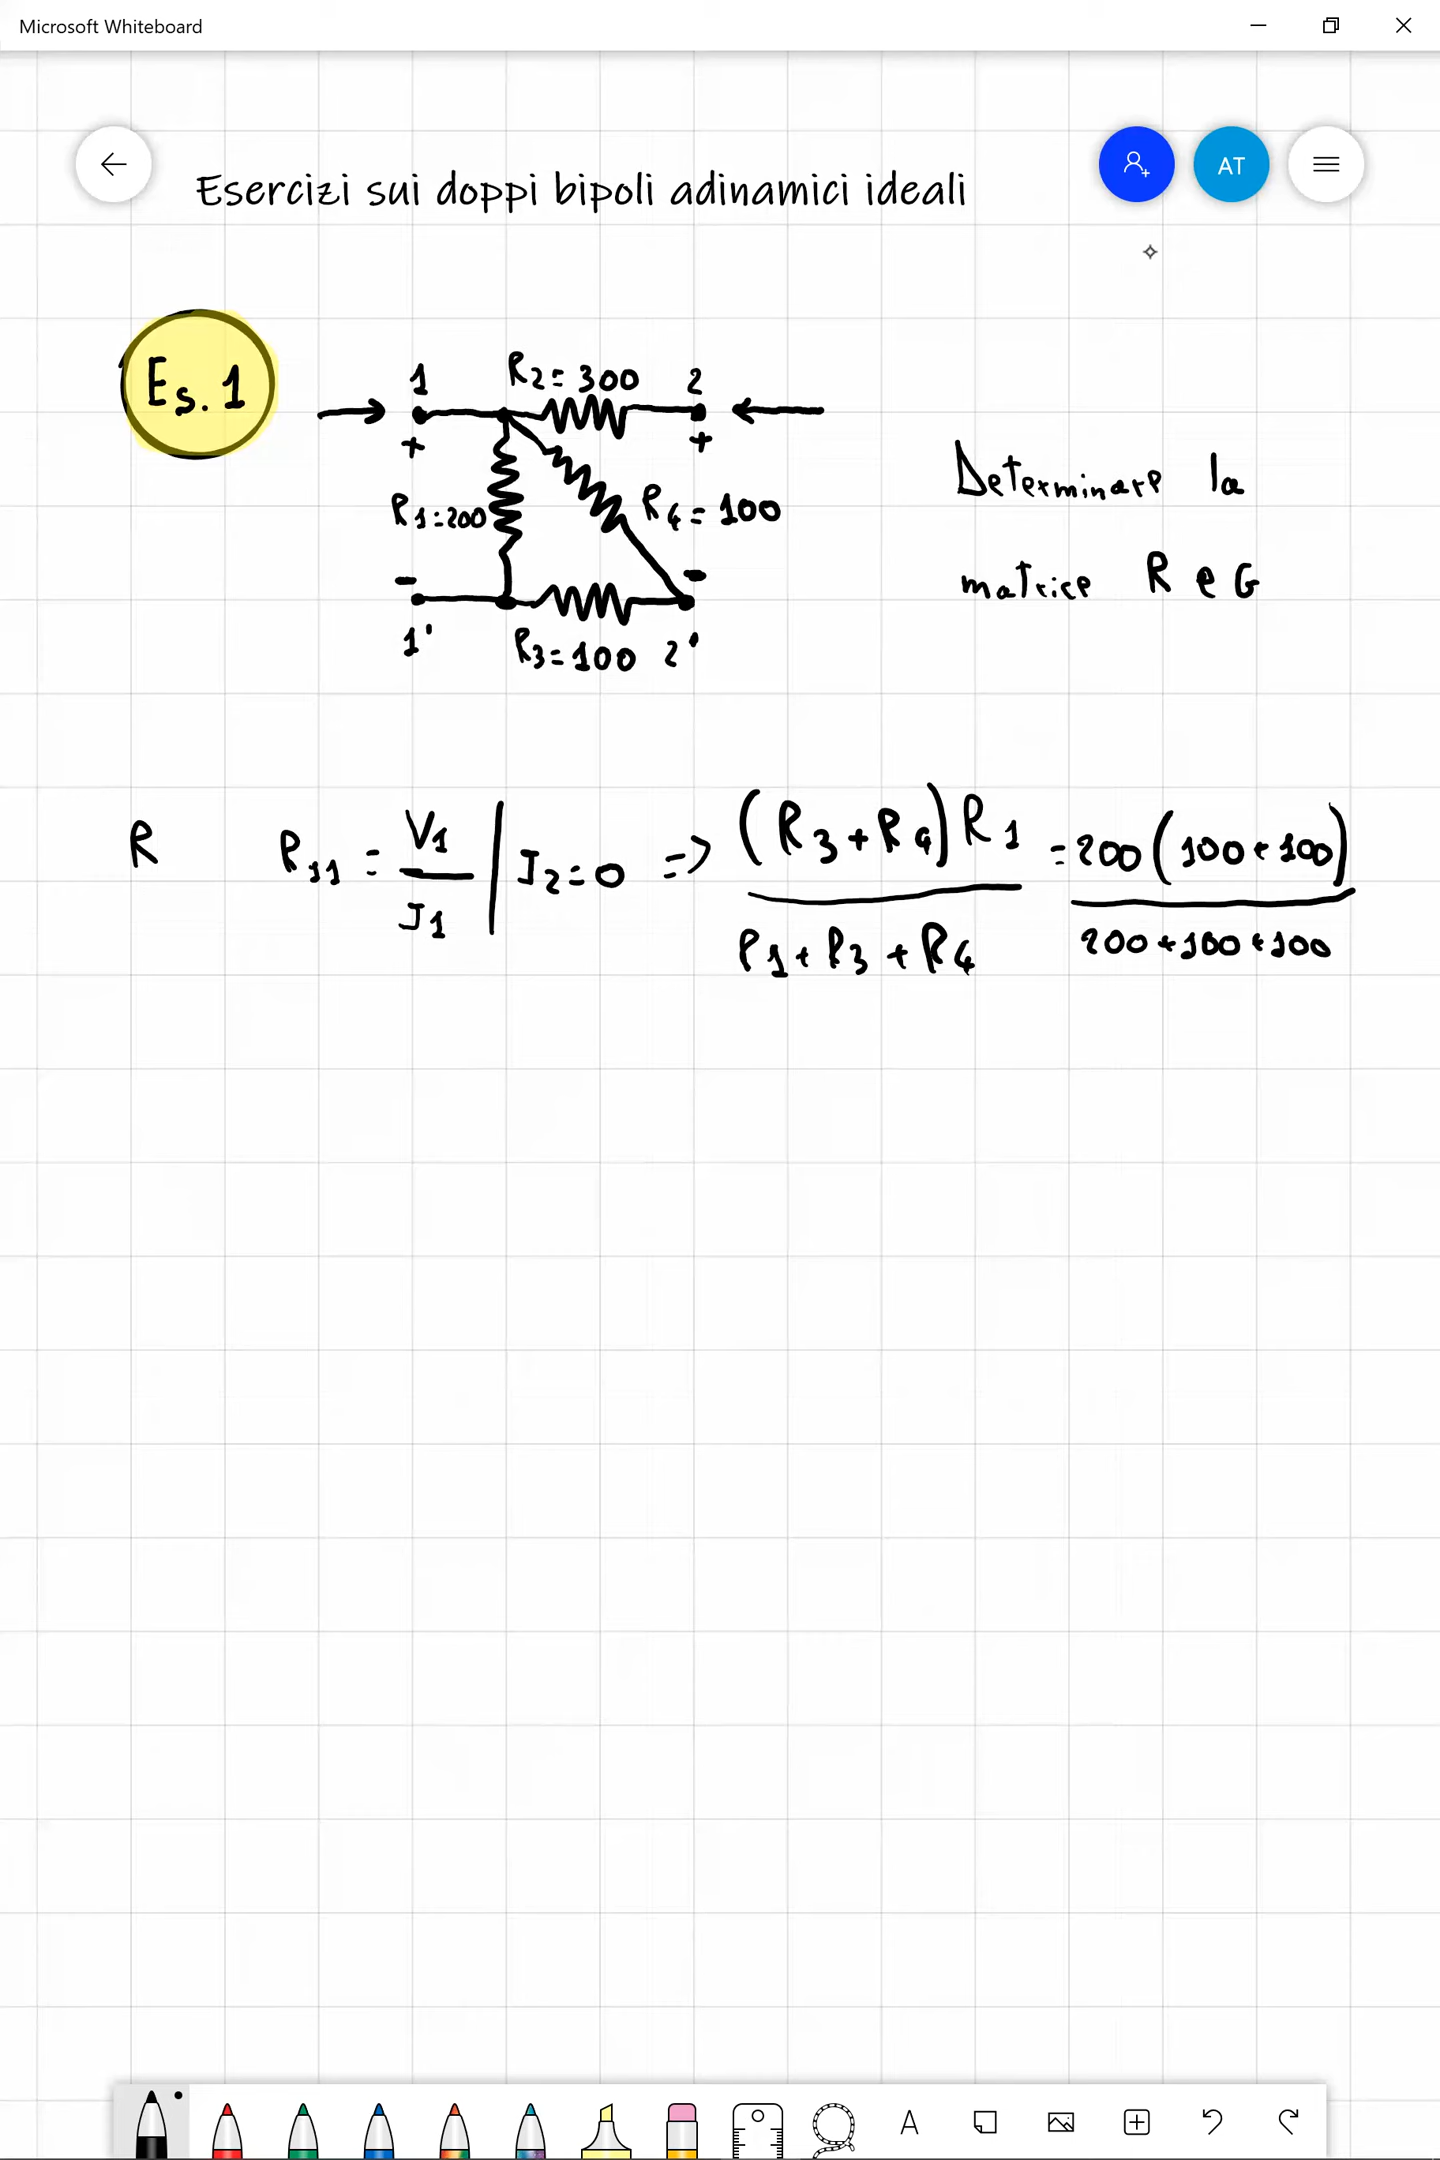 Microsoft Whiteboard
Esercizi sui doppi bipoli adinamici ideali
AT
Es. 1
1 R2= 300 2
+ +
R1=200 R4= 100
Determinare la
matrice R e G
- -
1' R3= 100 2'
R R11 = V1/I1 | I2=0 => (R3+R4)R1 / R1+R3+R4 = 200(100+100) / 200+100+100
A